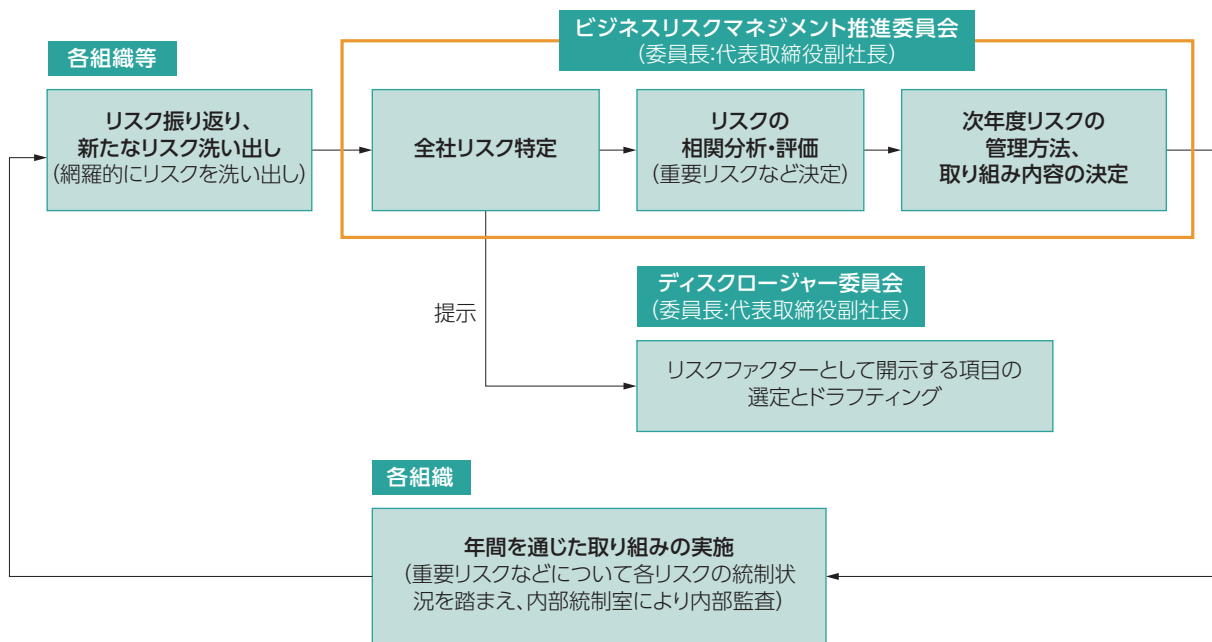 ビジネスリスクマネジメント推進委員会
（委員長:代表取締役副社長）
各組織等
リスク振り返り、
新たなリスク洗い出し
（網羅的にリスクを洗い出し）
全社リスク特定
リスクの
相関分析・評価
（重要リスクなど決定）
次年度リスクの
管理方法、
取り組み内容の決定
提示
ディスクロージャー委員会
（委員長:代表取締役副社長）
リスクファクターとして開示する項目の
選定とドラフティング
各組織
年間を通じた取り組みの実施
（重要リスクなどについて各リスクの統制状
況を踏まえ、内部統制室により内部監査）